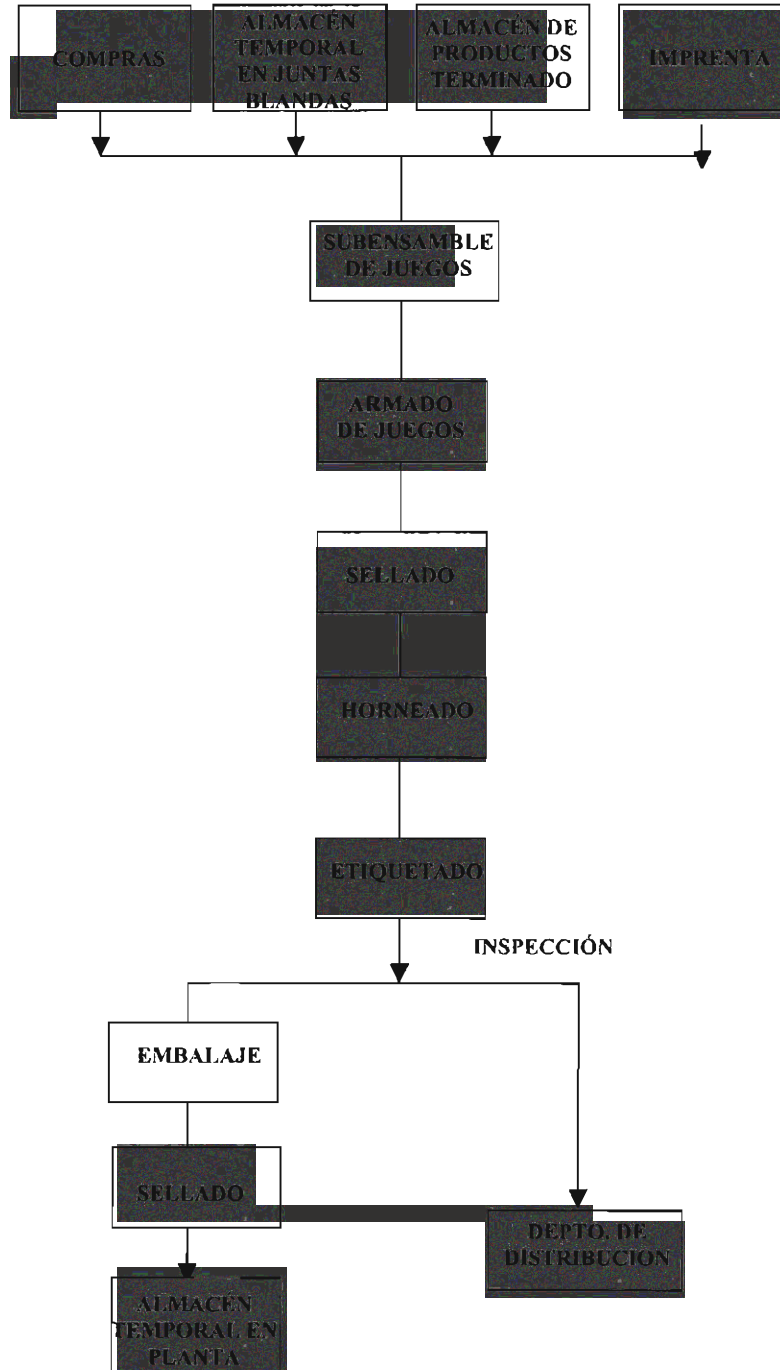 COMPRAS
ALMACÉN
TEMPORAL
EN JUNTAS
BLANDAS
ALMACÉN DE
PRODUCTOS
TERMINADO
IMPRENTA
SUBENSAMBLE
DE JUEGOS
ARMADO
DE JUEGOS
SELLADO
HORNEADO
ETIQUETADO
INSPECCIÓN
EMBALAJE
SELLADO
DEPTO. DE
DISTRIBUCION
ALMACÉN
TEMPORAL EN
PLANTA